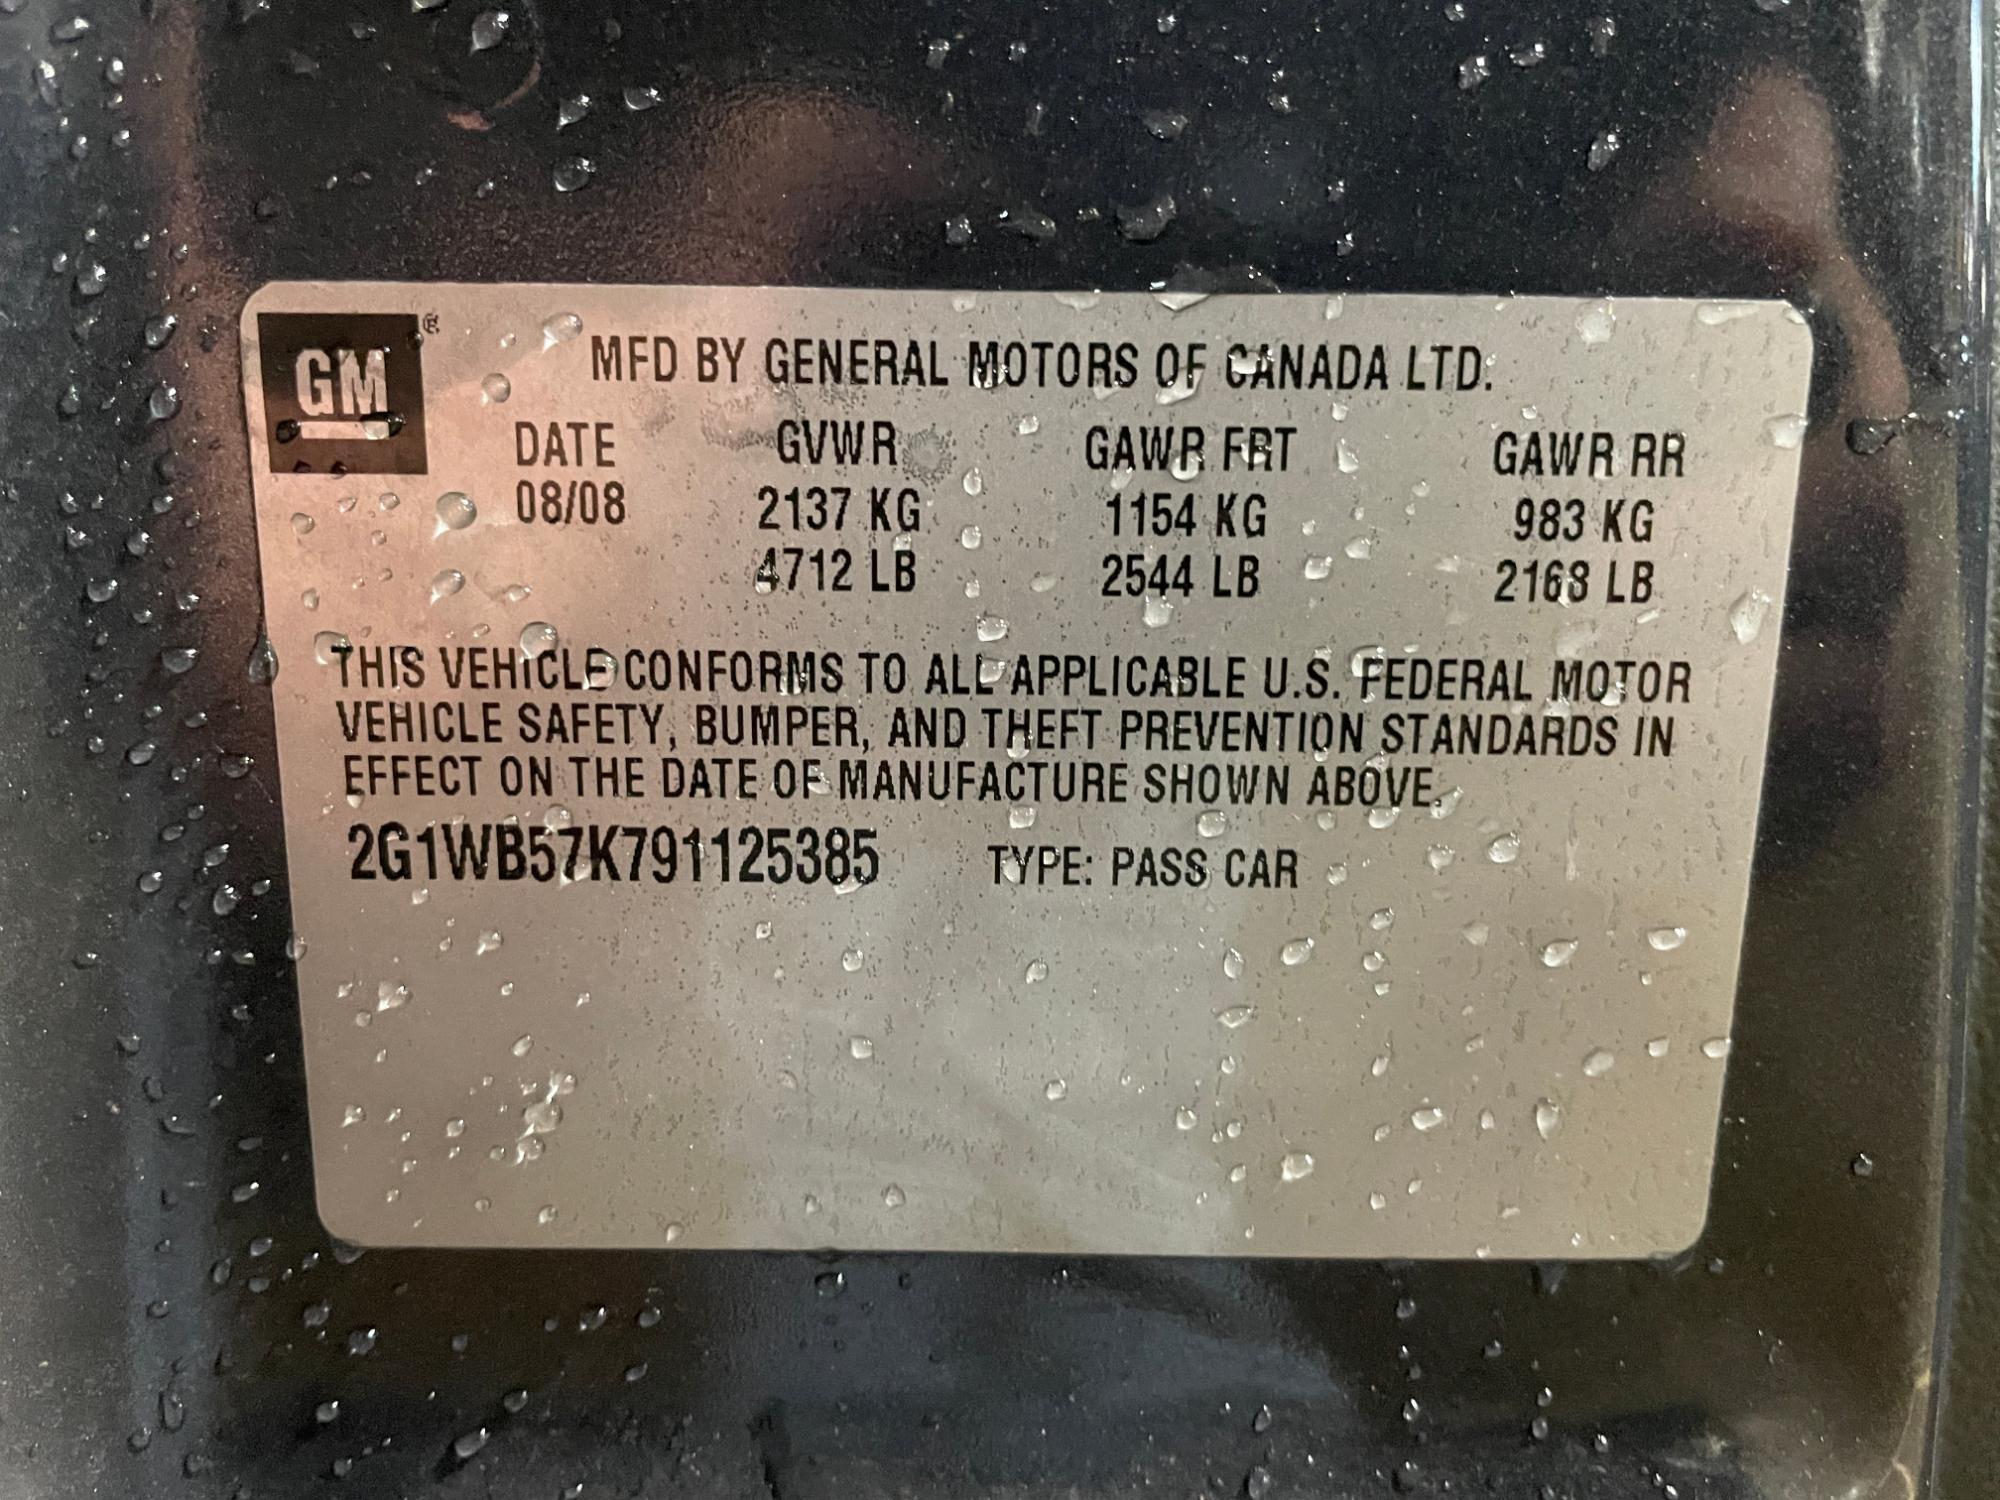 GM®
MFD BY GENERAL MOTORS OF CANADA LTD.
DATE GVWR GAWR FRT GAWR RR
08/08 2137 KG 1154 KG 983 KG
4712 LB 2544 LB 2168 LB
THIS VEHICLE CONFORMS TO ALL APPLICABLE U.S. FEDERAL MOTOR
VEHICLE SAFETY, BUMPER, AND THEFT PREVENTION STANDARDS IN
EFFECT ON THE DATE OF MANUFACTURE SHOWN ABOVE.
2G1WB57K791125385 TYPE: PASS CAR